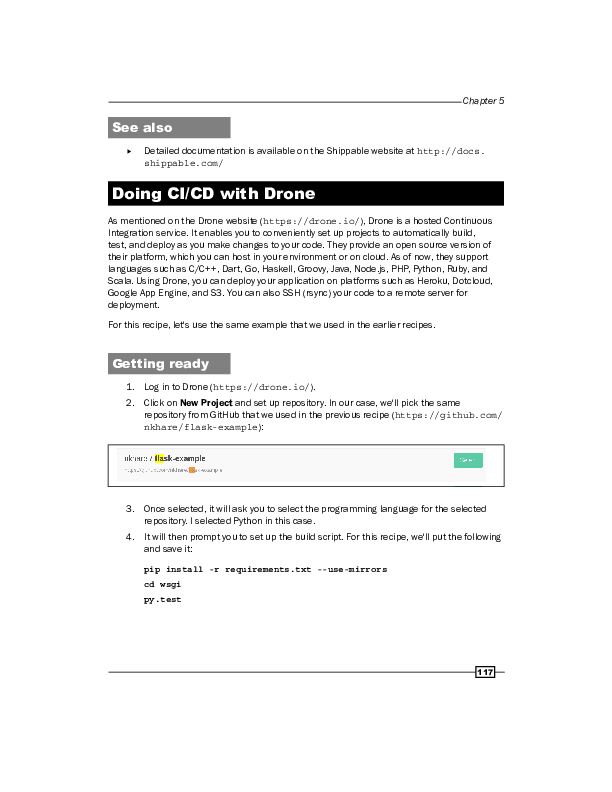 Chapter 5
See also
▸ Detailed documentation is available on the Shippable website at http://docs.
shippable.com/
Doing CI/CD with Drone
As mentioned on the Drone website (https://drone.io/), Drone is a hosted Continuous
Integration service. It enables you to conveniently set up projects to automatically build,
test, and deploy as you make changes to your code. They provide an open source version of
their platform, which you can host in your environment or on cloud. As of now, they support
languages such as C/C++, Dart, Go, Haskell, Groovy, Java, Node.js, PHP, Python, Ruby, and
Scala. Using Drone, you can deploy your application on platforms such as Heroku, Dotcloud,
Google App Engine, and S3. You can also SSH (rsync) your code to a remote server for
deployment.
For this recipe, let's use the same example that we used in the earlier recipes.
Getting ready
1. Log in to Drone (https://drone.io/).
2. Click on New Project and set up repository. In our case, we'll pick the same
repository from GitHub that we used in the previous recipe (https://github.com/
nkhare/flask-example):
nkhare / flask-example
Select
https://github.com/nkhare/flask-example
3. Once selected, it will ask you to select the programming language for the selected
repository. I selected Python in this case.
4. It will then prompt you to set up the build script. For this recipe, we'll put the following
and save it:
pip install -r requirements.txt --use-mirrors
cd wsgi
py.test
117